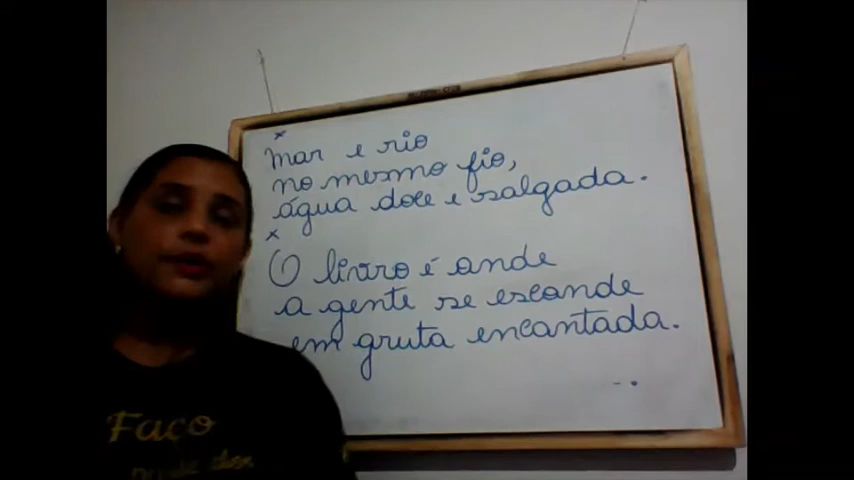 x
mar e rio
no mesmo fio,
água doce e salgada.
x
O livro é onde
a gente se esconde
em gruta encantada.
Faço